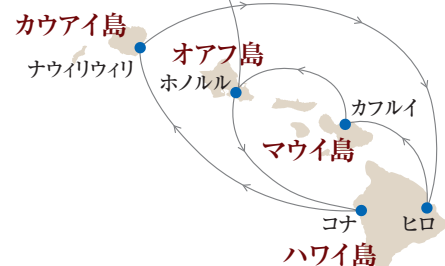 カウアイ島
ナウィリウィリ
オアフ島
ホノルル
カフルイ
マウイ島
コナ
ヒロ
ハワイ島